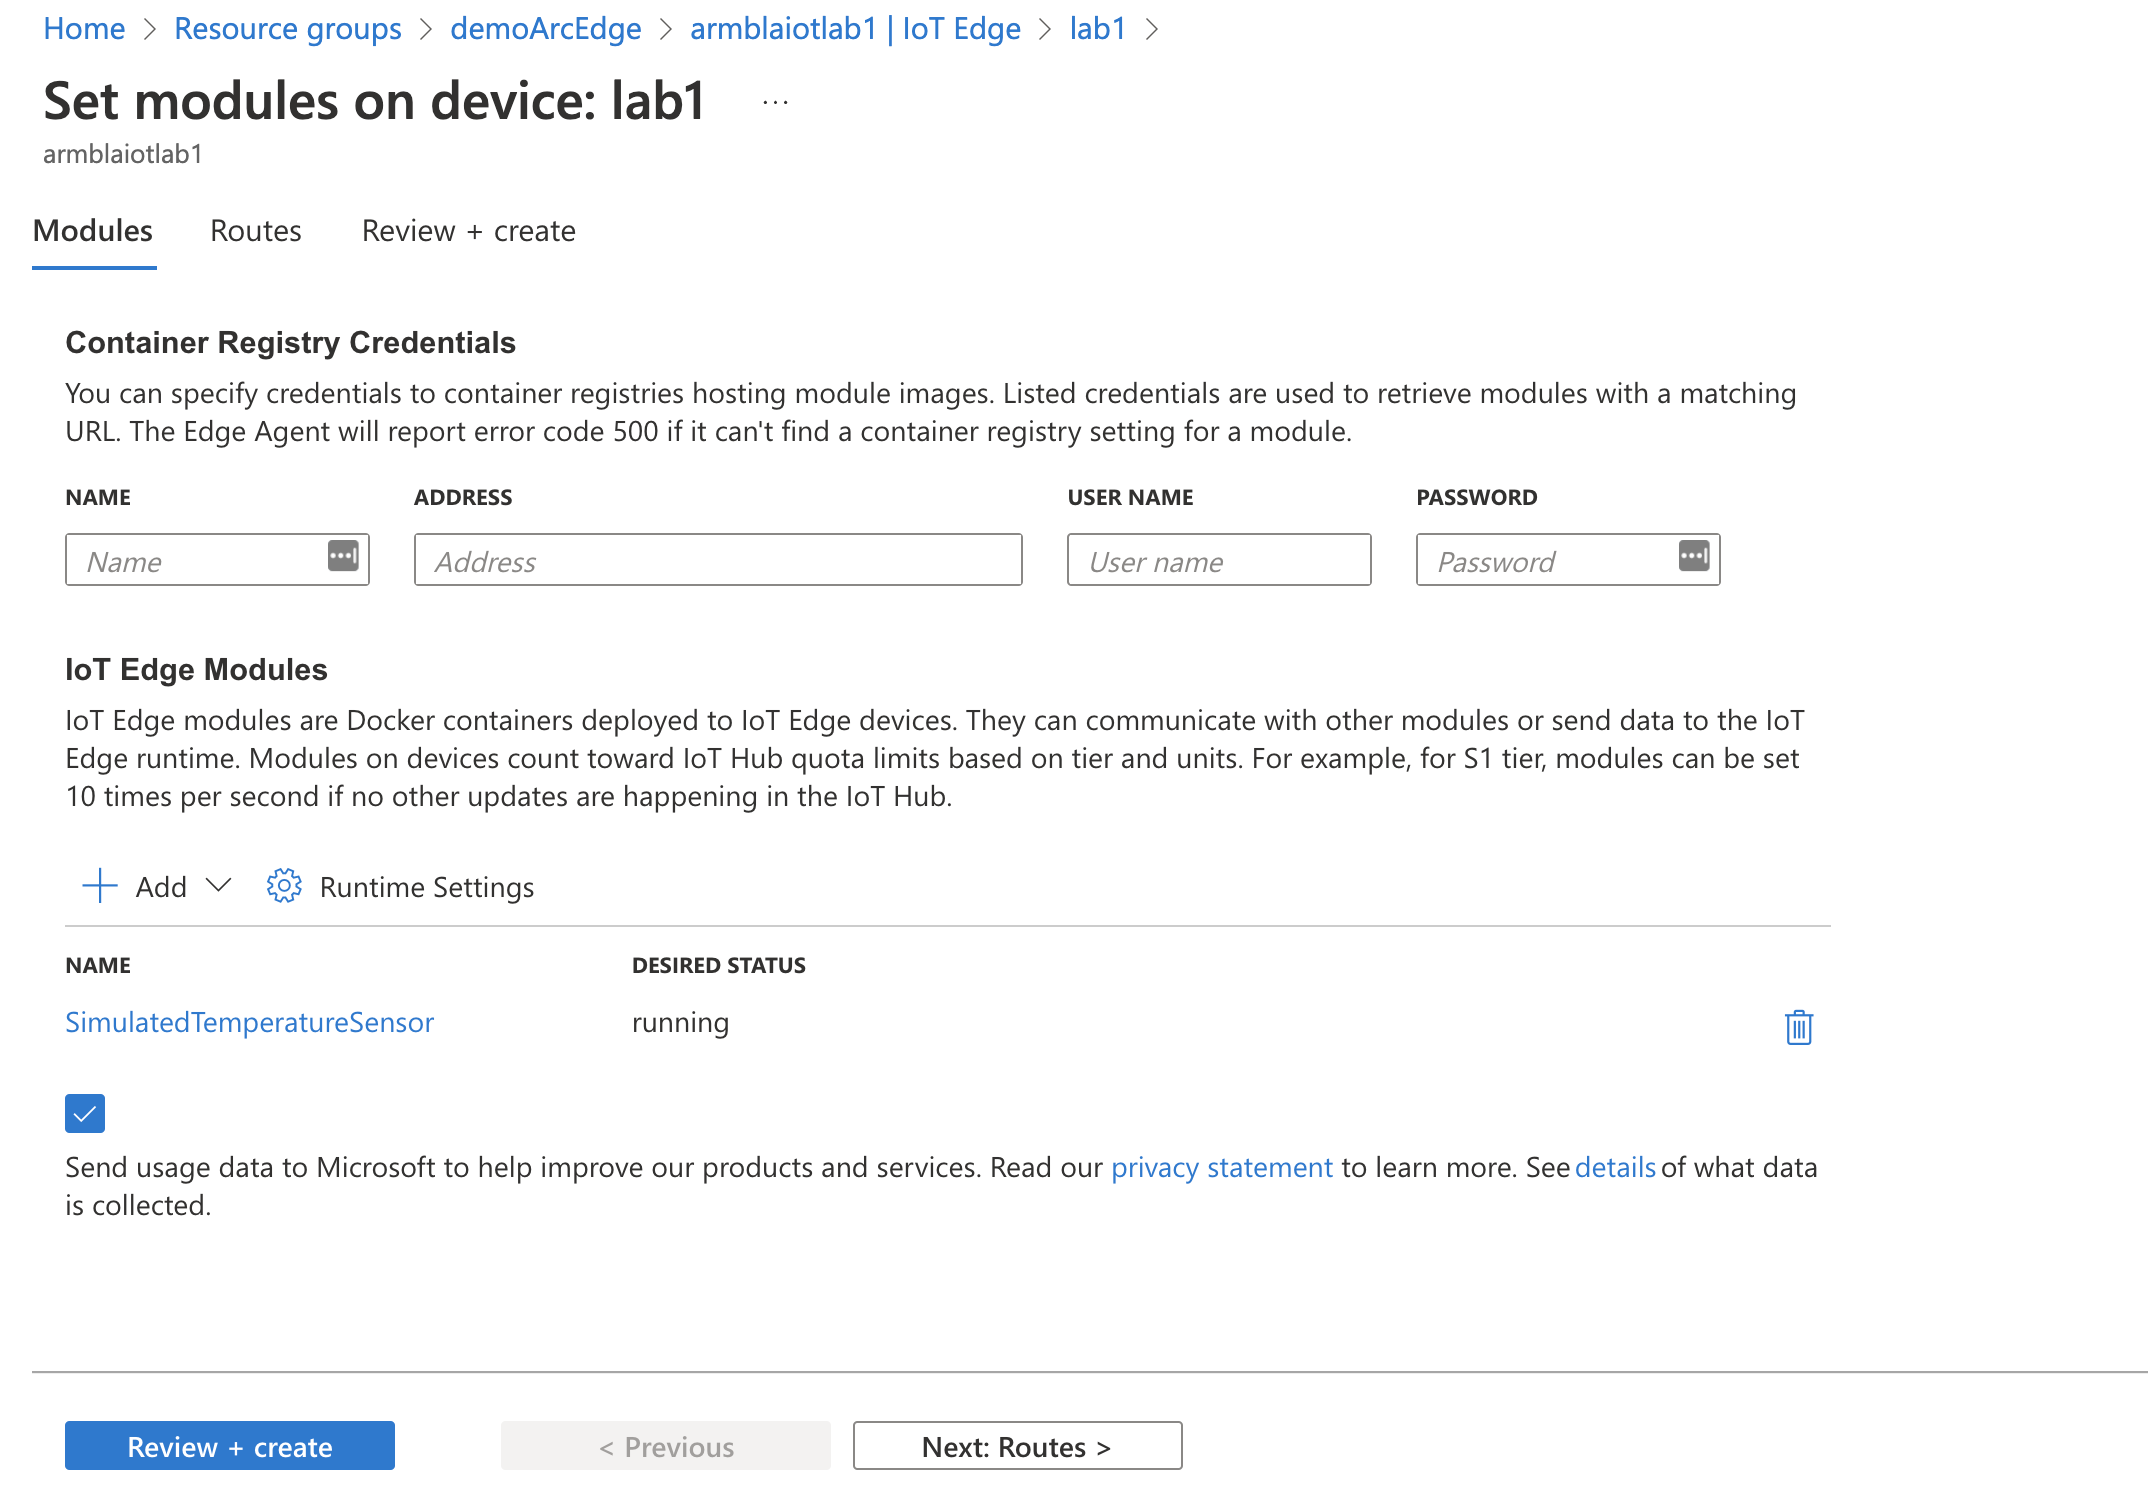 Home > Resource groups > demoArcEdge > armblaiotlab1 | IoT Edge > lab1 >
Set modules on device: lab1 ...
armblaiotlab1
Modules Routes Review + create
Container Registry Credentials
You can specify credentials to container registries hosting module images. Listed credentials are used to retrieve modules with a matching
URL. The Edge Agent will report error code 500 if it can't find a container registry setting for a module.
NAME ADDRESS USER NAME PASSWORD
Name Address User name Password
IoT Edge Modules
IoT Edge modules are Docker containers deployed to IoT Edge devices. They can communicate with other modules or send data to the IoT
Edge runtime. Modules on devices count toward IoT Hub quota limits based on tier and units. For example, for S1 tier, modules can be set
10 times per second if no other updates are happening in the IoT Hub.
Add Runtime Settings
NAME DESIRED STATUS
SimulatedTemperatureSensor running
Send usage data to Microsoft to help improve our products and services. Read our privacy statement to learn more. See details of what data
is collected.
Review + create < Previous Next: Routes >